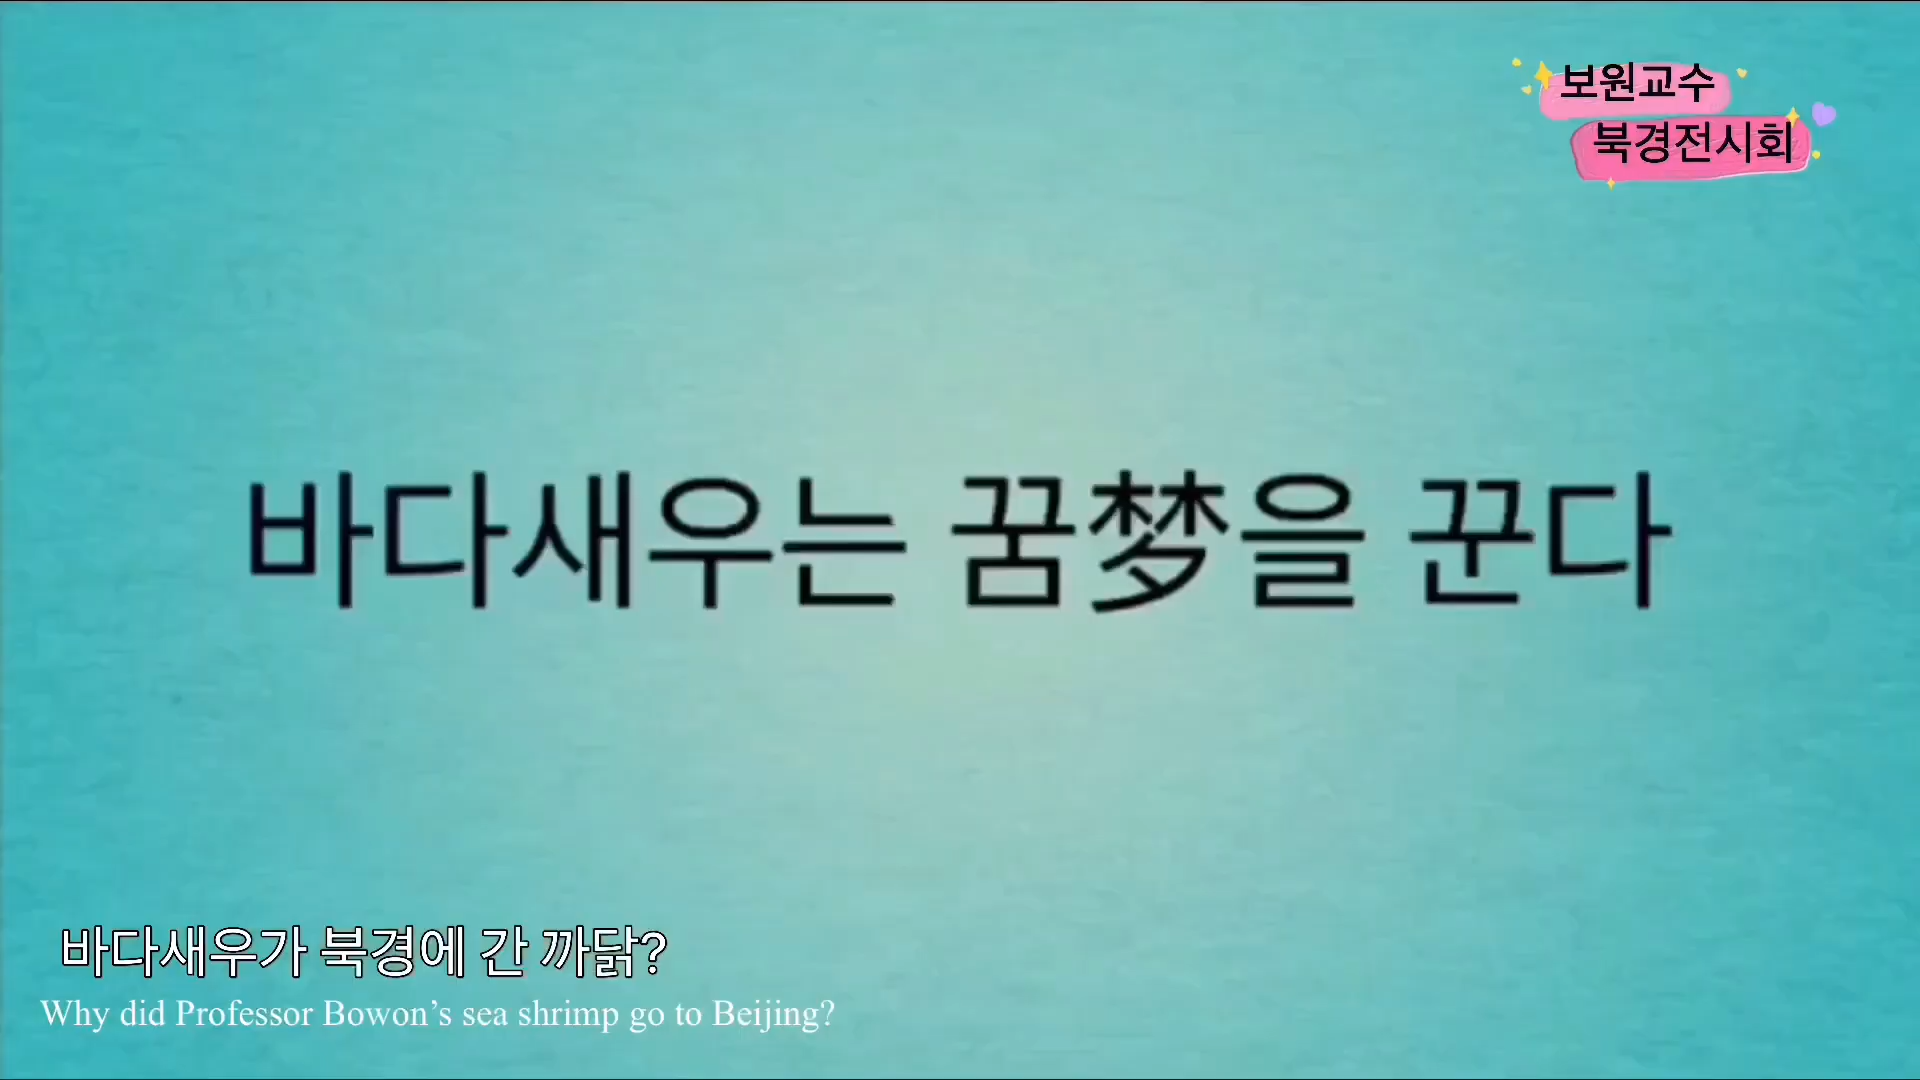 보원교수
북경전시회
바다새우는 꿈梦을 꾼다
바다새우가 북경에 간 까닭?
Why did Professor Bowon’s sea shrimp go to Beijing?